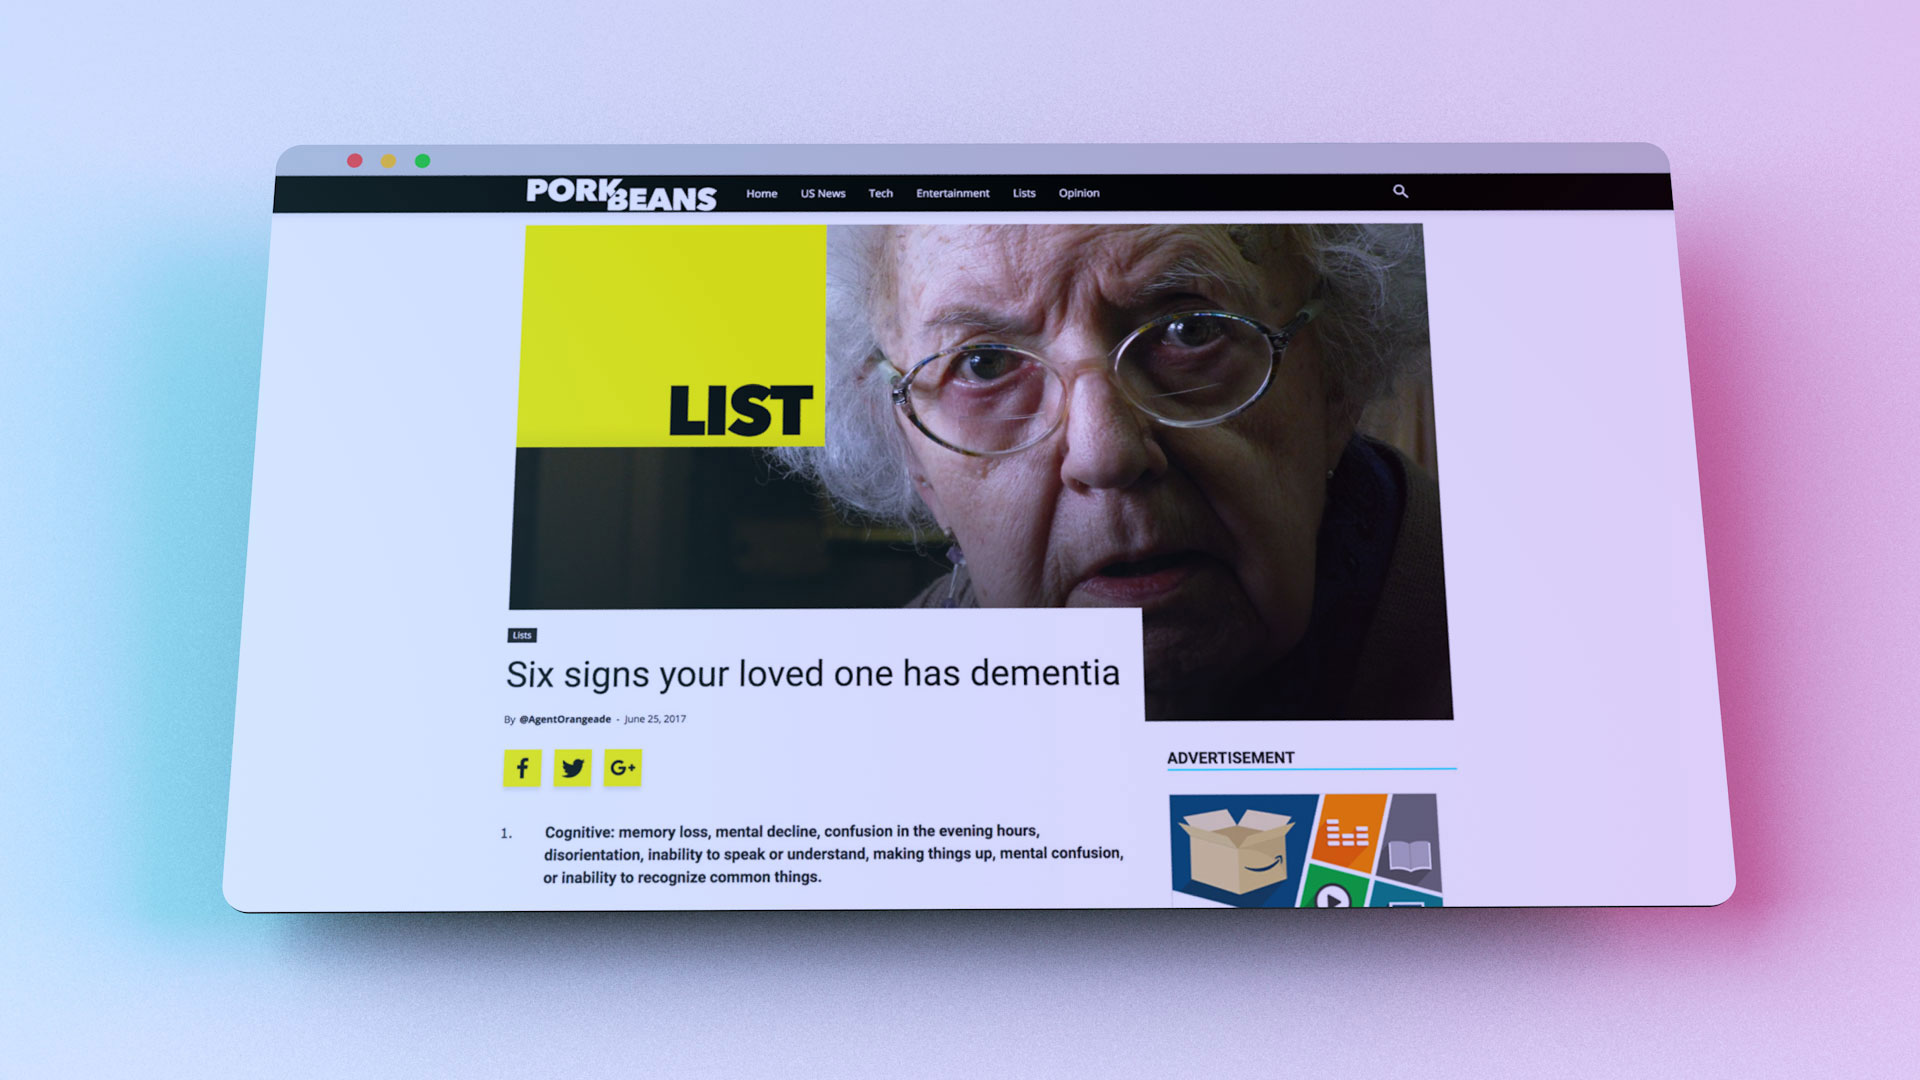 PORK
BEANS
Home US News Tech Entertainment Lists Opinion
LIST
Lists
Six signs your loved one has dementia
By @AgentOrangeade - June 25, 2017
f G+
ADVERTISEMENT
1. Cognitive: memory loss, mental decline, confusion in the evening hours,
disorientation, inability to speak or understand, making things up, mental confusion,
or inability to recognize common things.